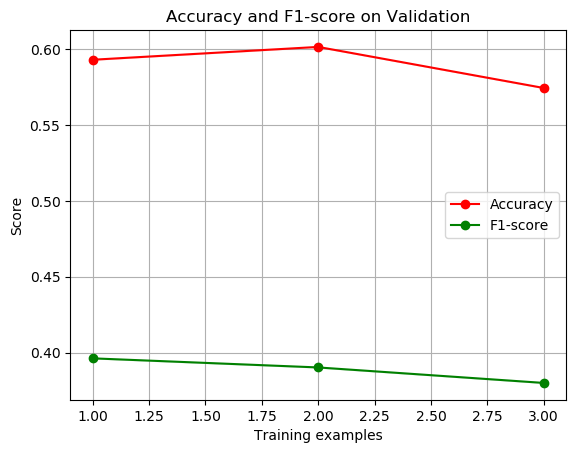 Accuracy and F1-score on Validation
0.60
0.55
0.50
0.45
0.40
Score
Accuracy
F1-score
1.00 1.25 1.50 1.75 2.00 2.25 2.50 2.75 3.00
Training examples